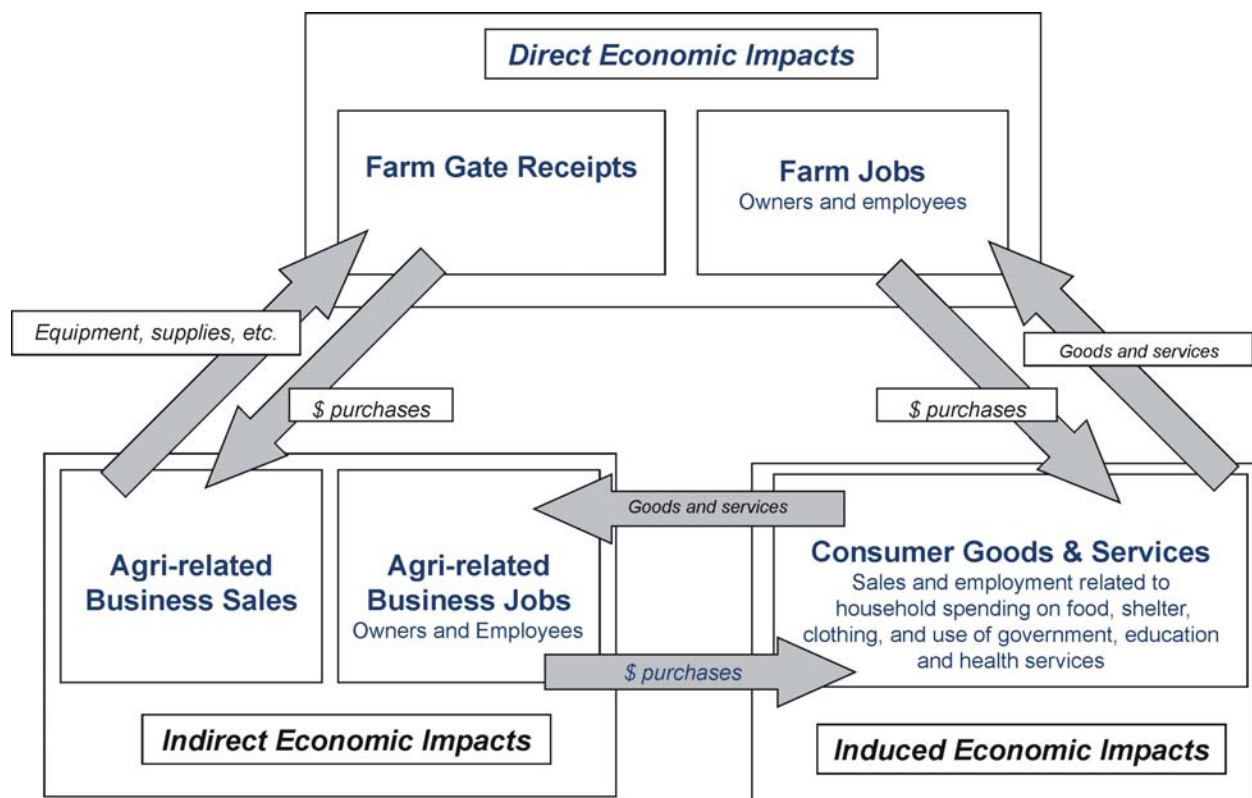 Direct Economic Impacts
Farm Gate Receipts
Farm Jobs
Owners and employees
Equipment, supplies, etc.
$ purchases
$ purchases
Goods and services
Goods and services
Agri-related
Business Sales
Agri-related
Business Jobs
Owners and Employees
Consumer Goods & Services
Sales and employment related to
household spending on food, shelter,
clothing, and use of government, education
and health services
$ purchases
Indirect Economic Impacts
Induced Economic Impacts